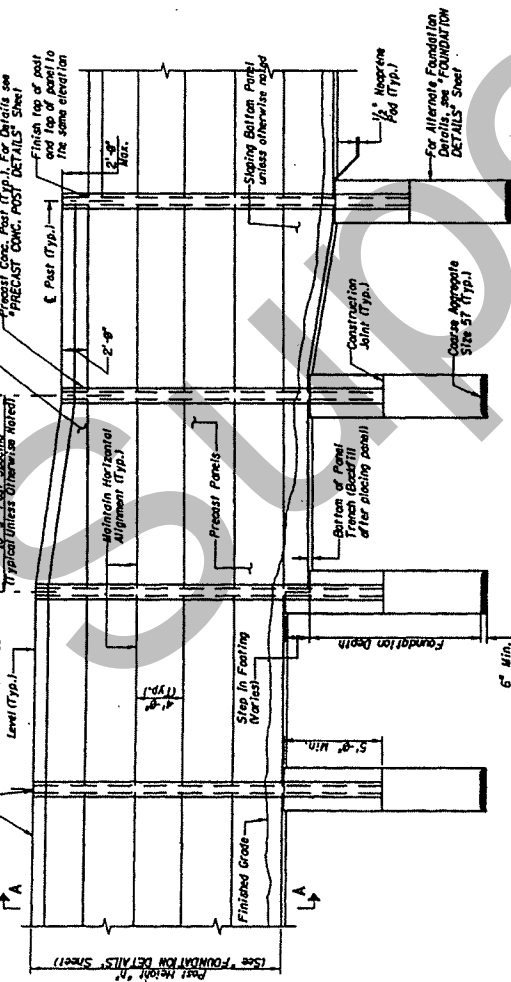 Precast Conc. Post (Typ.), For Details see
"PRECAST CONC. POST DETAILS" Sheet
Finish top of post
and top of panel to
the same elevation
2'-0"
Max.
℄ Post (Typ.)
2'-0"
Post Spacing
(Typical Unless Otherwise Noted)
Level (Typ.)
Maintain Horizontal
Alignment (Typ.)
4'-0"
(Typ.)
Precast Panels
Sloping Bottom Panel
unless otherwise noted
½" Neoprene
Pad (Typ.)
For Alternate Foundation
Details, see "FOUNDATION
DETAILS" Sheet
Construction
Joint (Typ.)
Coarse Aggregate
Size 57 (Typ.)
Bottom of Panel
Trench (Backfill
after placing panel)
Step In Footing
(Varies)
Foundation Depth
6" Min.
5'-0" Min.
Finished Grade
A
A
Post Height "h"
(See "FOUNDATION DETAILS" Sheet)
Sup